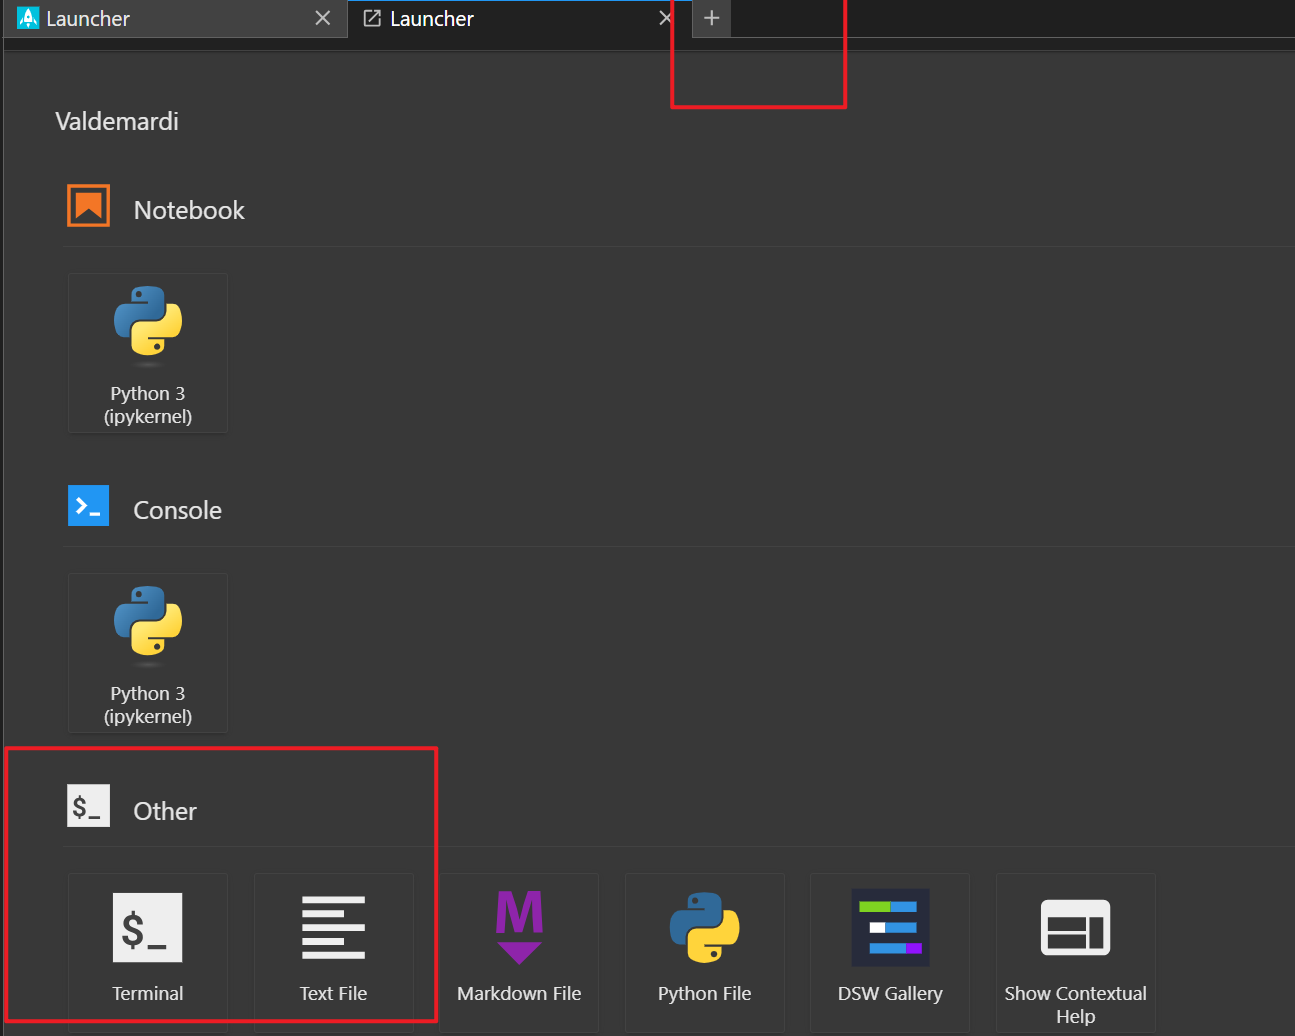 Launcher
Launcher
Valdemardi
Notebook
Python 3
(ipykernel)
Console
Python 3
(ipykernel)
$_ Other
$_
Terminal
Text File
M
Markdown File
Python File
DSW Gallery
Show Contextual
Help